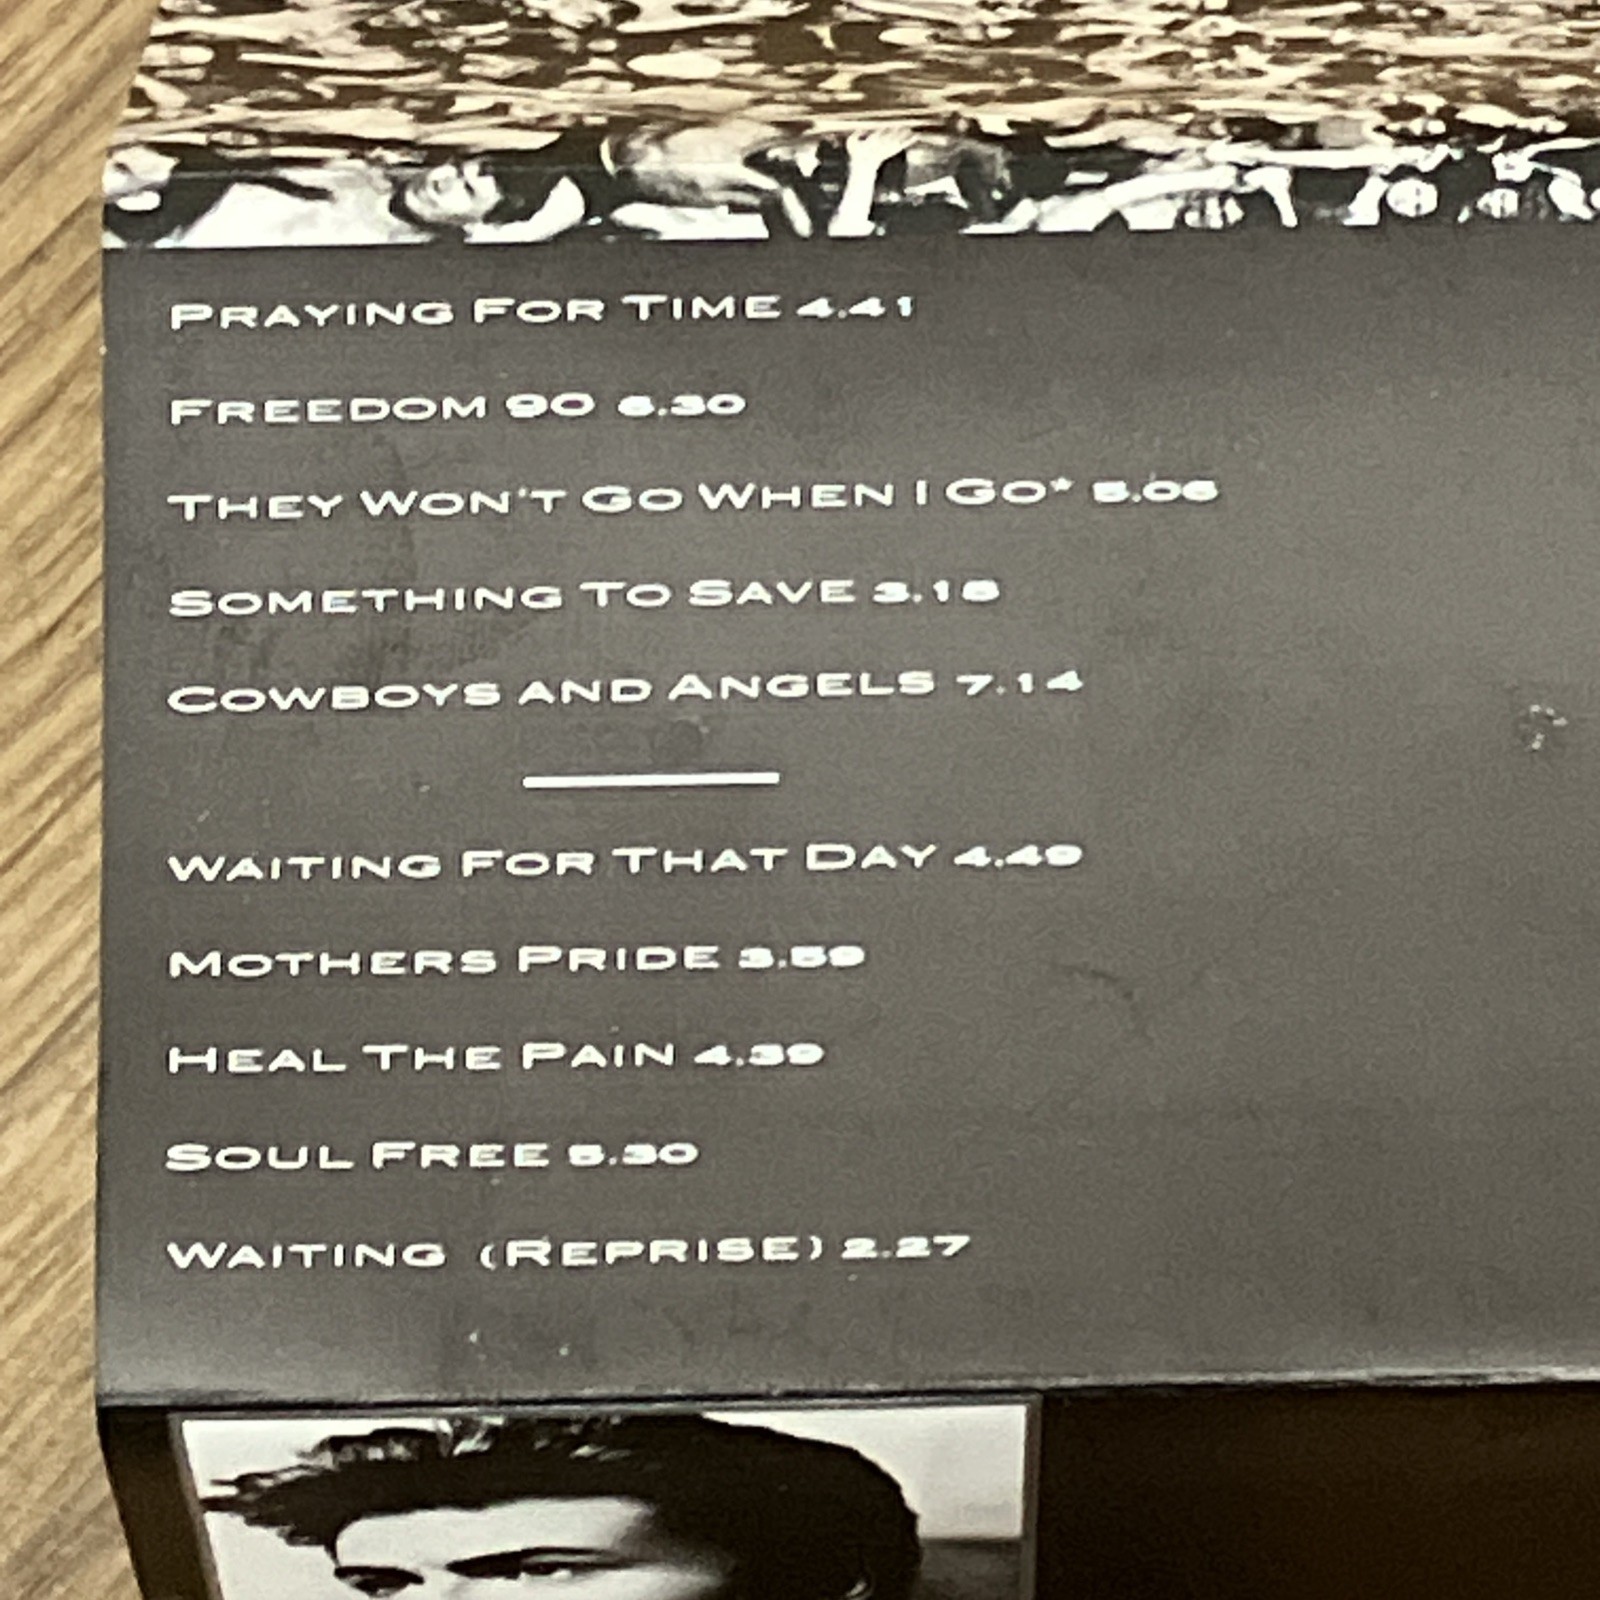 PRAYING FOR TIME 4.41
FREEDOM 90 6.30
THEY WON'T GO WHEN I GO* 5.06
SOMETHING TO SAVE 3.18
COWBOYS AND ANGELS 7.14
WAITING FOR THAT DAY 4.49
MOTHERS PRIDE 3.59
HEAL THE PAIN 4.39
SOUL FREE 5.30
WAITING (REPRISE) 2.27